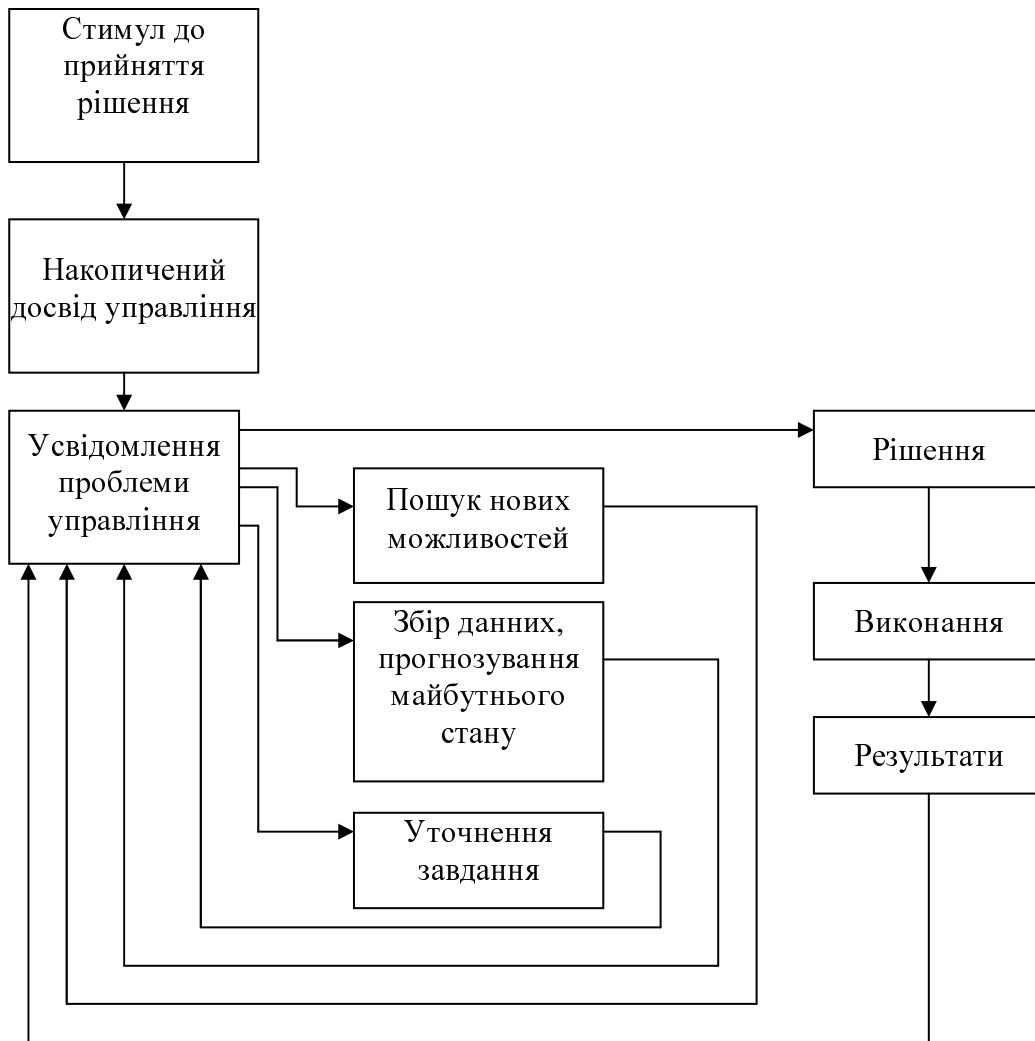 Стимул до
прийняття
рішення
Накопичений
досвід управління
Усвідомлення
проблеми
управління
Рішення
Пошук нових
можливостей
Збір данних,
прогнозування
майбутнього
стану
Виконання
Результати
Уточнення
завдання